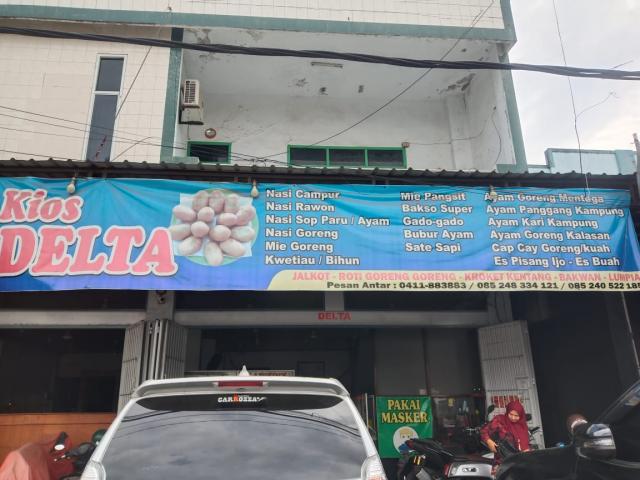 Kios
DELTA
Nasi Campur
Nasi Rawon
Nasi Sop Paru / Ayam
Nasi Goreng
Mie Goreng
Kwetiau / Bihun
Mie Pangsit
Bakso Super
Gado-gado
Bubur Ayam
Sate Sapi
Ayam Goreng Mentega
Ayam Panggang Kampung
Ayam Kari Kampung
Ayam Goreng Kalasan
Cap Cay Goreng/kuah
Es Pisang Ijo - Es Buah
JALKOT - ROTI GORENG GORENG - KROKET KENTANG - BAKWAN - LUMPIA
Pesan Antar : 0411-883883 / 085 248 334 121 / 085 240 522 185
DELTA
CARROZZA
PAKAI
MASKER